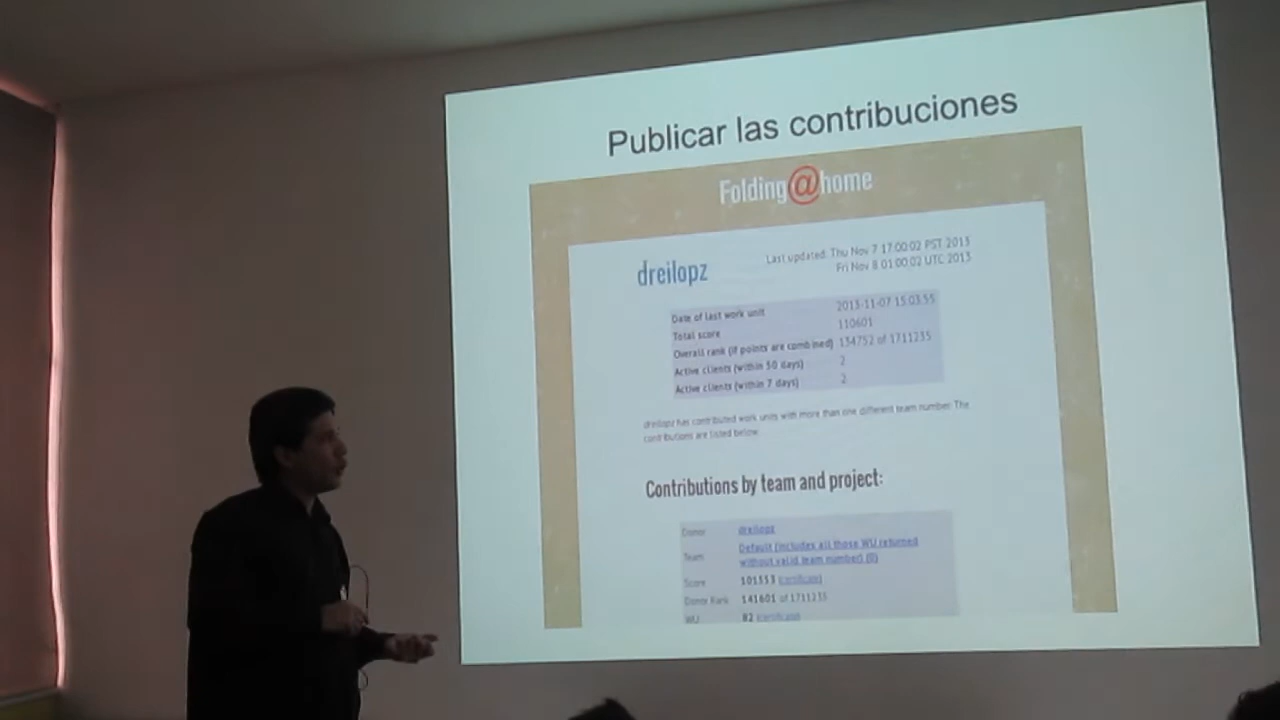 Publicar las contribuciones
Folding@home
dreilopz
Last updated: Thu Nov 7 17:00:02 PST 2013
Fri Nov 8 01:00:02 UTC 2013
Date of last work unit 2013-11-07 15:03:55
Total score 110601
Overall rank (if points are combined) 134752 of 1711235
Active clients (within 50 days) 2
Active clients (within 7 days) 2
dreilopz has contributed work units with more than one different team number. The
contributions are listed below.
Contributions by team and project:
Donor dreilopz
Team Default (includes all those WU returned
without valid team number) (0)
Score 101553 (certificate)
Donor Rank 141601 of 1711235
WU 82 (certificate)